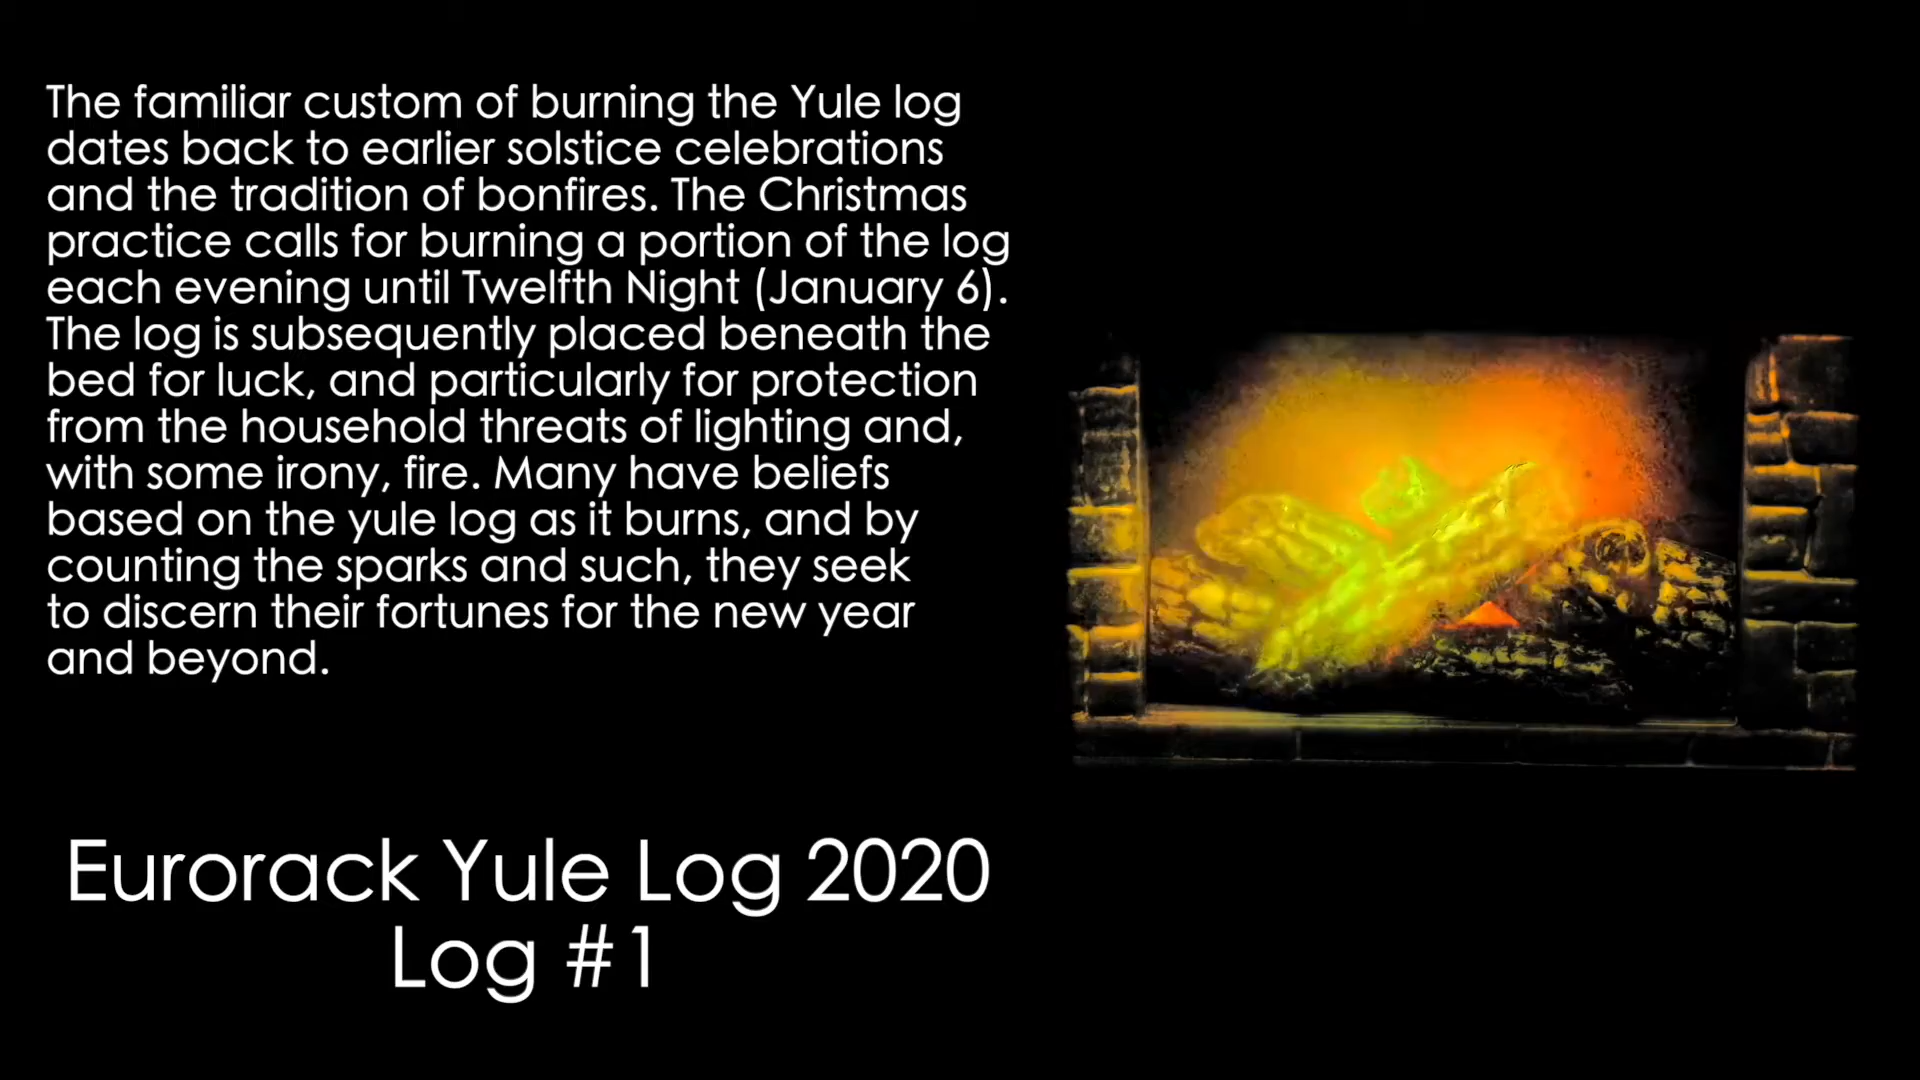 The familiar custom of burning the Yule log
dates back to earlier solstice celebrations
and the tradition of bonfires. The Christmas
practice calls for burning a portion of the log
each evening until Twelfth Night (January 6).
The log is subsequently placed beneath the
bed for luck, and particularly for protection
from the household threats of lighting and,
with some irony, fire. Many have beliefs
based on the yule log as it burns, and by
counting the sparks and such, they seek
to discern their fortunes for the new year
and beyond.
Eurorack Yule Log 2020
Log #1